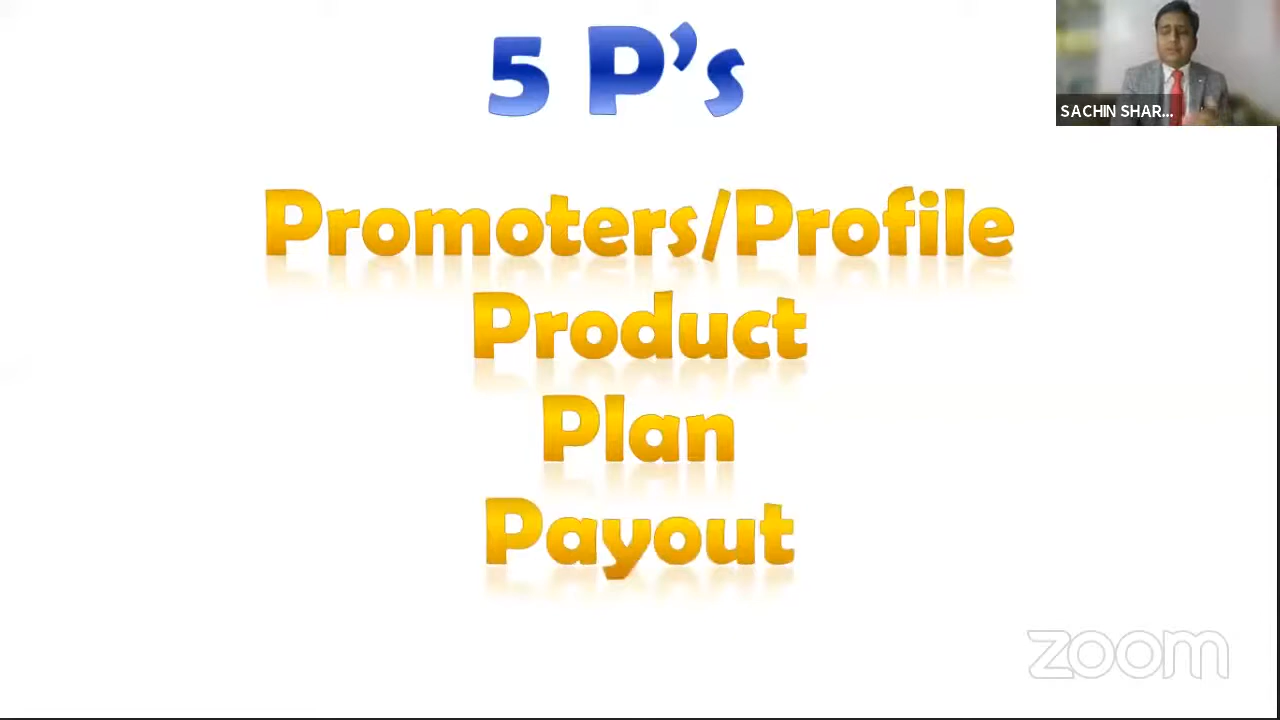 5 P's
SACHIN SHAR...
Promoters/Profile
Product
Plan
Payout
zoom